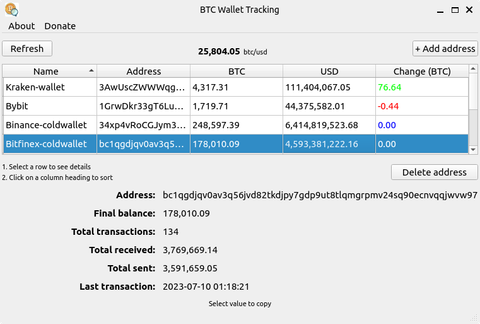 BTC Wallet Tracking
About Donate
Refresh 25,804.05 btc/usd + Add address
Name Address BTC USD Change (BTC)
Kraken-wallet 3AwUscZWWWqg... 4,317.31 111,404,067.05 76.64
Bybit 1GrwDkr33gT6Lu... 1,719.71 44,375,582.01 -0.44
Binance-coldwallet 34xp4vRoCGJym3... 248,597.39 6,414,819,523.68 0.00
Bitfinex-coldwallet bc1qgdjqv0av3q5... 178,010.09 4,593,381,222.16 0.00
1. Select a row to see details
2. Click on a column heading to sort
Delete address
Address: bc1qgdjqv0av3q56jvd82tkdjpy7gdp9ut8tlqmgrpmv24sq90ecnvqqjwvw97
Final balance: 178,010.09
Total transactions: 134
Total received: 3,769,669.14
Total sent: 3,591,659.05
Last transaction: 2023-07-10 01:18:21
Select value to copy